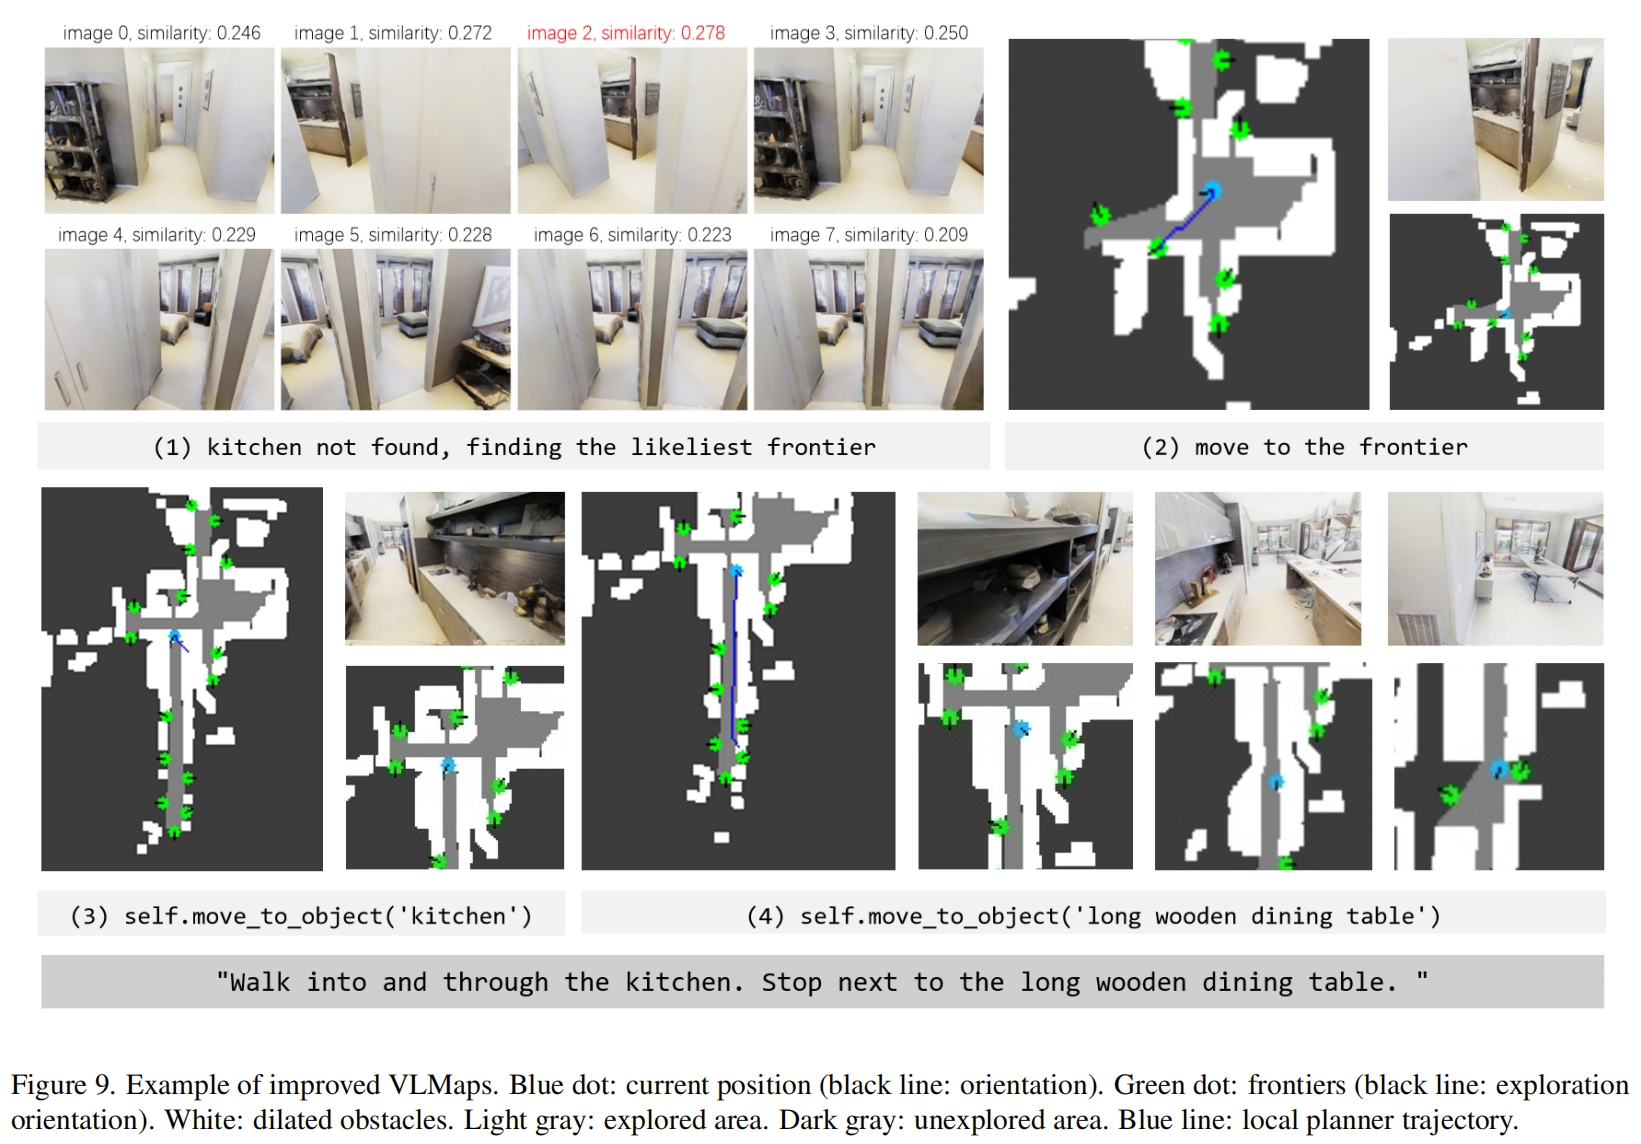 image 0, similarity: 0.246
image 1, similarity: 0.272
image 2, similarity: 0.278
image 3, similarity: 0.250
image 4, similarity: 0.229
image 5, similarity: 0.228
image 6, similarity: 0.223
image 7, similarity: 0.209
(1) kitchen not found, finding the likeliest frontier
(2) move to the frontier
(3) self.move_to_object('kitchen')
(4) self.move_to_object('long wooden dining table')
"Walk into and through the kitchen. Stop next to the long wooden dining table. "
Figure 9. Example of improved VLMaps. Blue dot: current position (black line: orientation). Green dot: frontiers (black line: exploration
orientation). White: dilated obstacles. Light gray: explored area. Dark gray: unexplored area. Blue line: local planner trajectory.